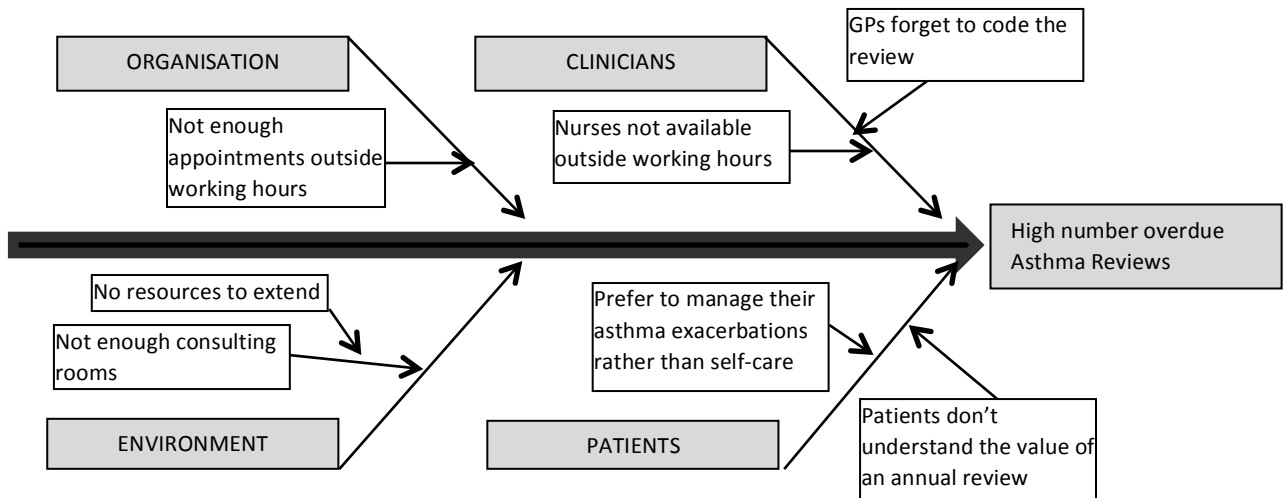 ORGANISATION
CLINICIANS
GPs forget to code the
review
Not enough
appointments outside
working hours
Nurses not available
outside working hours
High number overdue
Asthma Reviews
No resources to extend
Not enough consulting
rooms
Prefer to manage their
asthma exacerbations
rather than self-care
ENVIRONMENT
PATIENTS
Patients don’t
understand the value of
an annual review